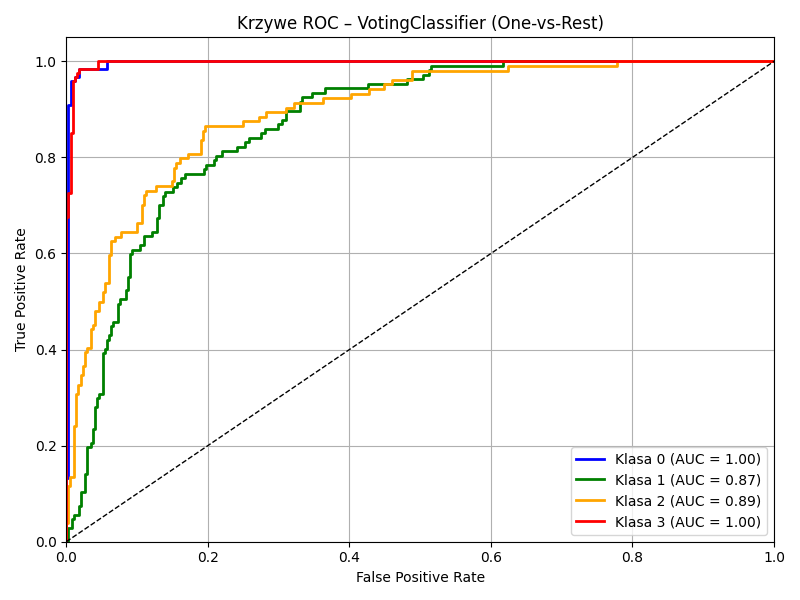 Krzywe ROC – VotingClassifier (One-vs-Rest)
True Positive Rate
1.0
0.8
0.6
0.4
0.2
0.0
0.0 0.2 0.4 0.6 0.8 1.0
False Positive Rate
Klasa 0 (AUC = 1.00)
Klasa 1 (AUC = 0.87)
Klasa 2 (AUC = 0.89)
Klasa 3 (AUC = 1.00)